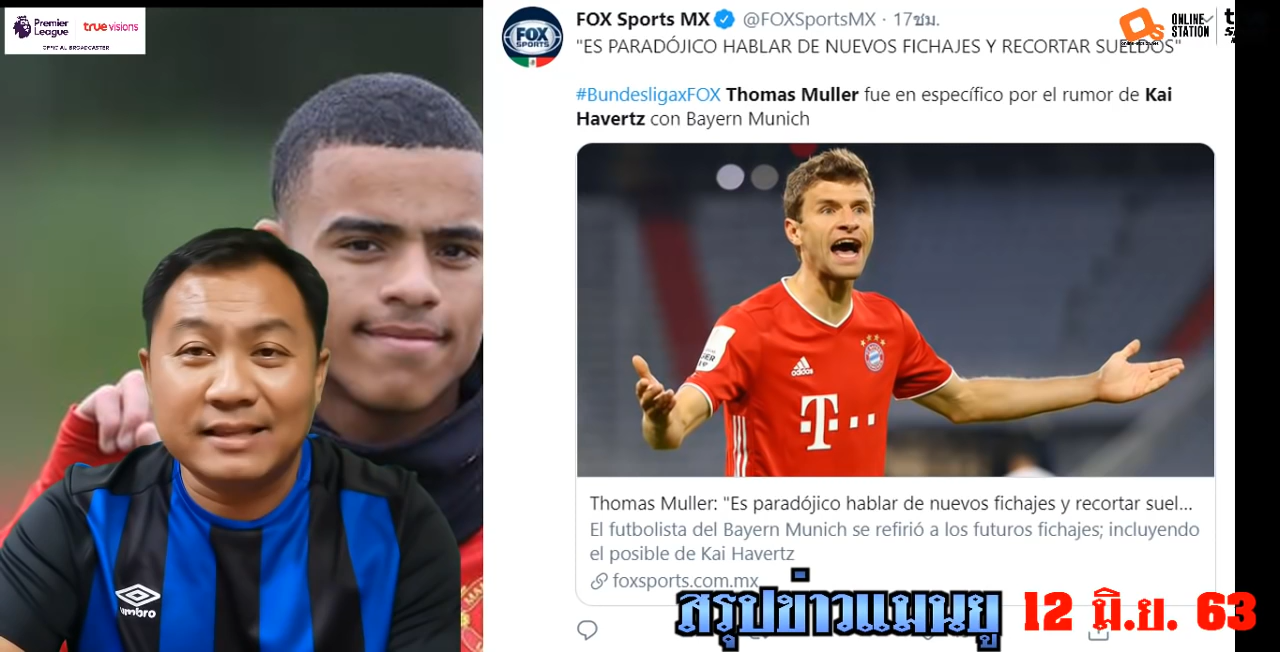 Premier League
true visions
OFFICIAL BROADCASTER
FOX Sports MX @FOXSportsMX · 17ชม.
"ES PARADÓJICO HABLAR DE NUEVOS FICHAJES Y RECORTAR SUELDOS"
ONLINE STATION
#BundesligaxFOX Thomas Muller fue en específico por el rumor de Kai
Havertz con Bayern Munich
FOX SPORTS
adidas
T
Thomas Muller: "Es paradójico hablar de nuevos fichajes y recortar suel...
El futbolista del Bayern Munich se refirió a los futuros fichajes; incluyendo
el posible de Kai Havertz
foxsports.com.mx
umbro
สรุปข่าวแมนยู 12 มิ.ย. 63